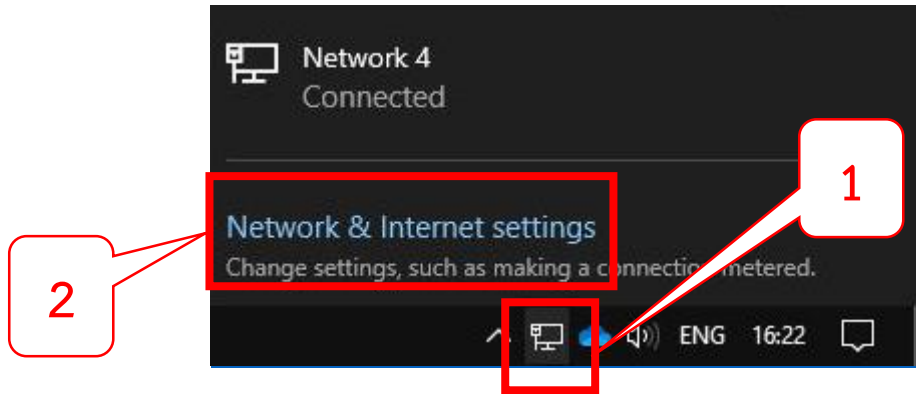 Network 4
Connected
1
Network & Internet settings
Change settings, such as making a connection metered.
2
ENG 16:22